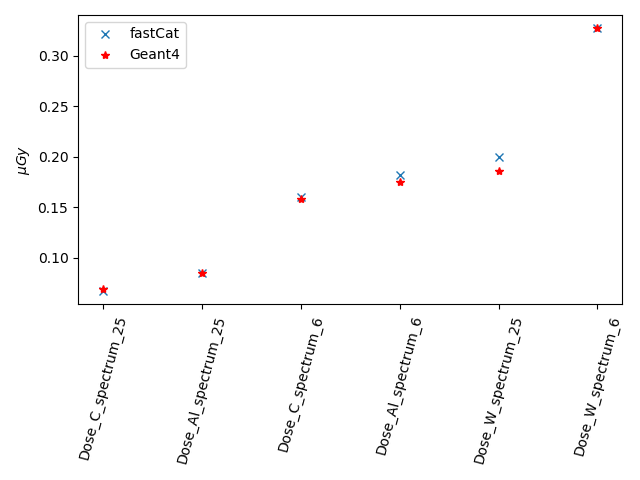 fastCat
Geant4
μGy
0.30
0.25
0.20
0.15
0.10
Dose_C_spectrum_25
Dose_Al_spectrum_25
Dose_C_spectrum_6
Dose_Al_spectrum_6
Dose_W_spectrum_25
Dose_W_spectrum_6